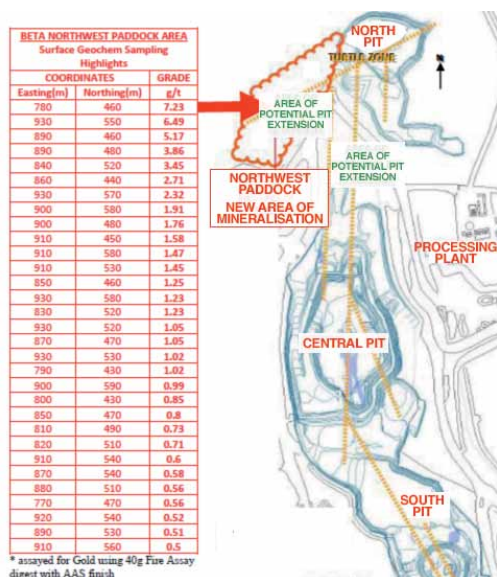 BETA NORTHWEST PADDOCK AREA
Surface Geochem Sampling
Highlights
COORDINATES GRADE
Easting(m) Northing(m) g/t
780 460 7.23
930 550 6.49
890 460 5.17
890 480 3.86
840 520 3.45
860 440 2.71
930 570 2.32
900 580 1.91
900 480 1.76
910 450 1.58
910 580 1.47
910 530 1.45
850 460 1.25
930 580 1.23
830 520 1.23
930 520 1.05
870 470 1.05
930 530 1.02
790 430 1.02
900 590 0.99
800 430 0.85
850 470 0.8
810 490 0.73
820 510 0.71
910 540 0.6
870 540 0.58
880 510 0.56
770 470 0.56
920 540 0.52
890 530 0.51
910 560 0.5
* assayed for Gold using 40g Fire Assay
digest with AAS finish
NORTH
PIT
TURTLE ZONE
N
AREA OF
POTENTIAL PIT
EXTENSION
AREA OF
POTENTIAL PIT
EXTENSION
NORTHWEST
PADDOCK
NEW AREA OF
MINERALISATION
PROCESSING
PLANT
CENTRAL PIT
SOUTH
PIT